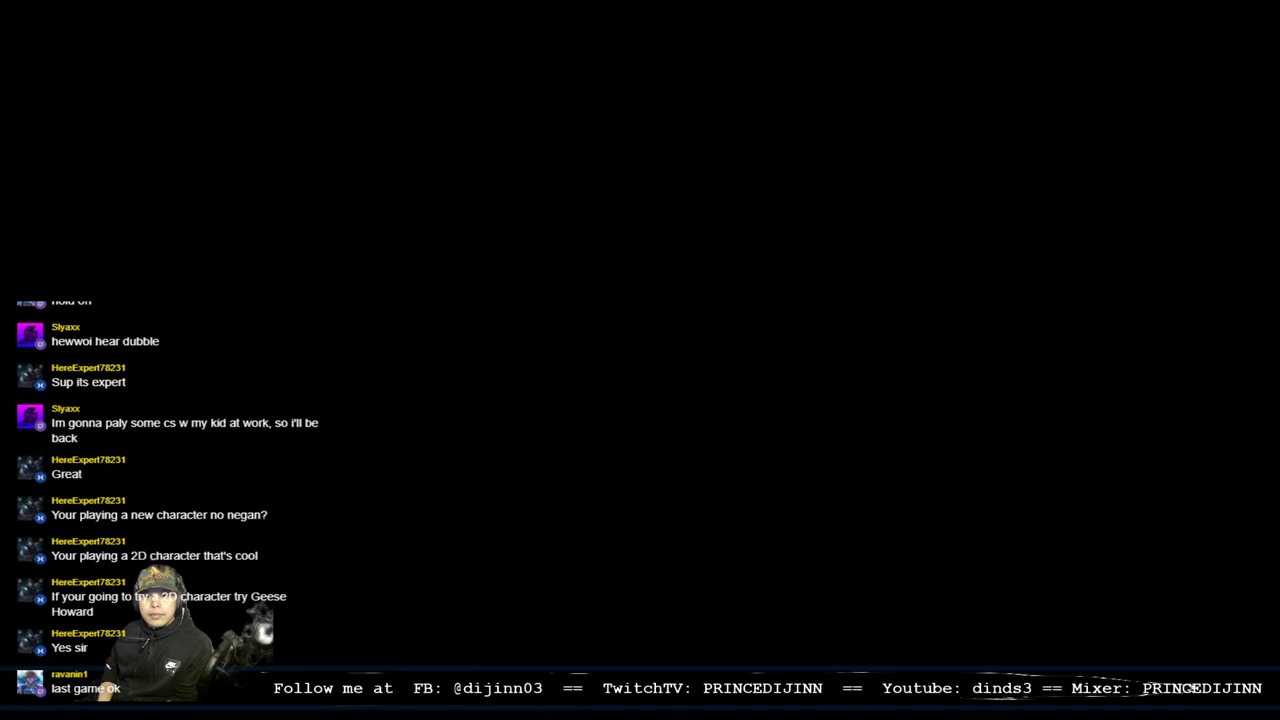 hold on
Slyaxx
hewwoi hear dubble
HereExpert78231
Sup its expert
Slyaxx
Im gonna paly some cs w my kid at work, so i'll be
back
HereExpert78231
Great
HereExpert78231
Your playing a new character no negan?
HereExpert78231
Your playing a 2D character that's cool
HereExpert78231
If your going to try a 2D character try Geese
Howard
HereExpert78231
Yes sir
ravanin1
last game ok
Follow me at FB: @dijinn03 == TwitchTV: PRINCEDIJINN == Youtube: dinds3 == Mixer: PRINCEDIJINN